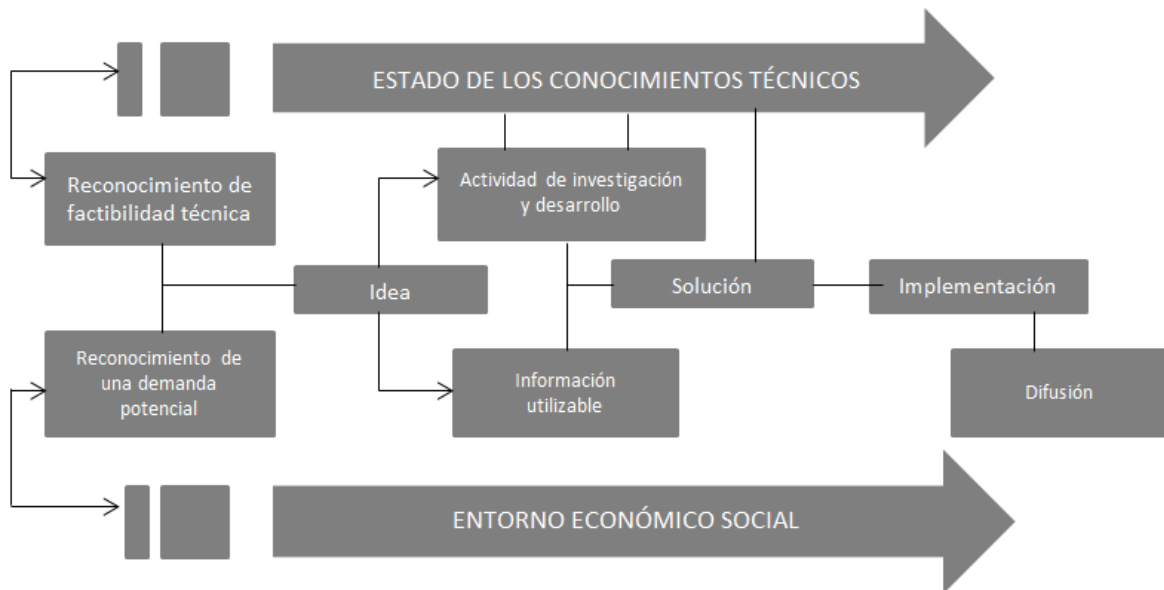 ESTADO DE LOS CONOCIMIENTOS TÉCNICOS
Reconocimiento de
factibilidad técnica
Actividad de investigación
y desarrollo
Idea
Solución
Implementación
Reconocimiento de
una demanda
potencial
Información
utilizable
Difusión
ENTORNO ECONÓMICO SOCIAL